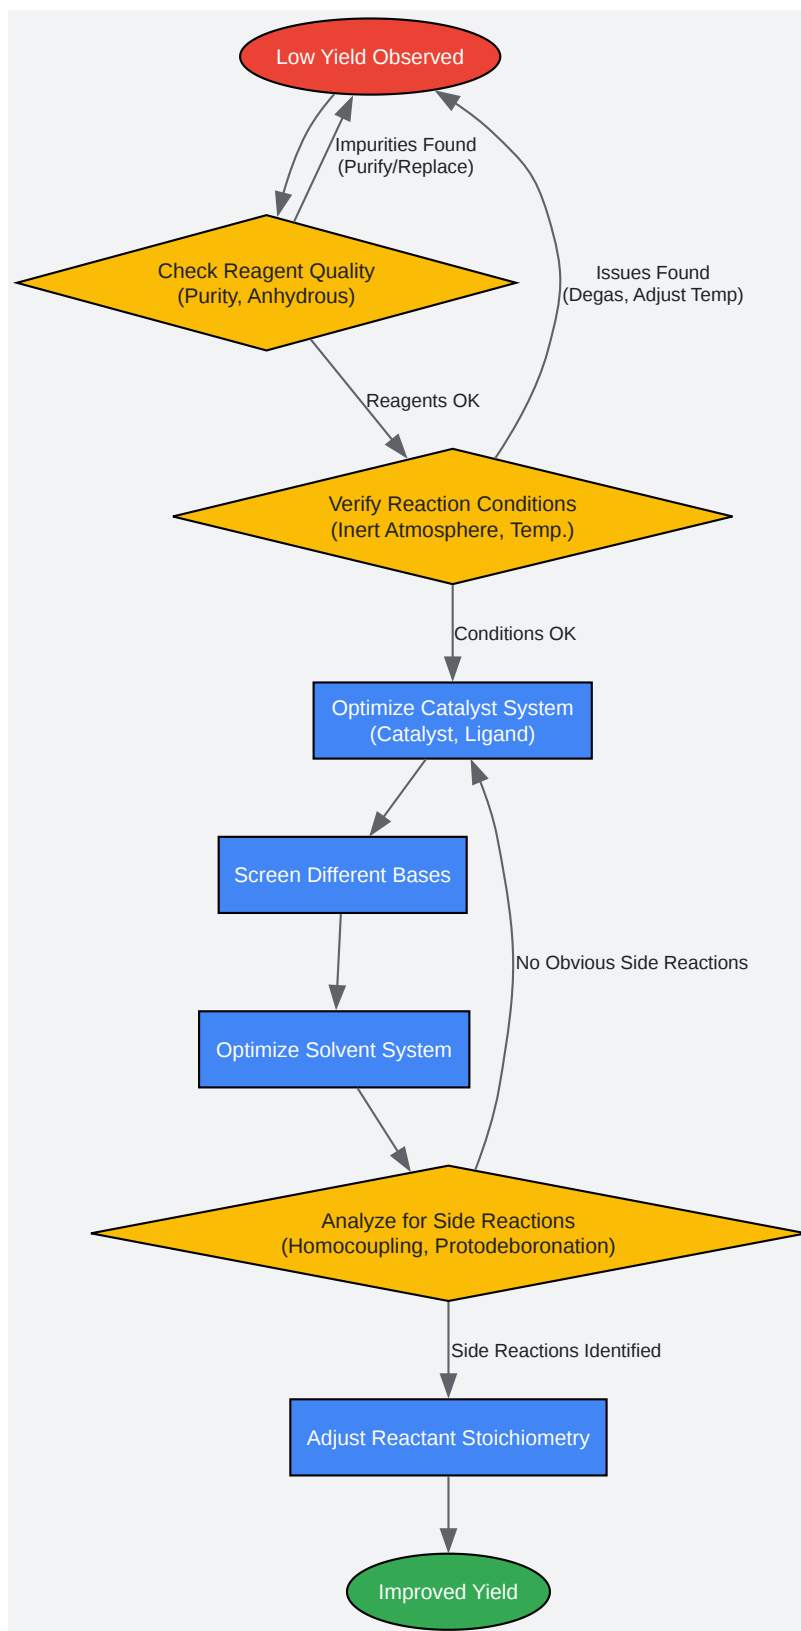 Low Yield Observed
Impurities Found
(Purify/Replace)
Check Reagent Quality
(Purity, Anhydrous)
Issues Found
(Degas, Adjust Temp)
Reagents OK
Verify Reaction Conditions
(Inert Atmosphere, Temp.)
Conditions OK
Optimize Catalyst System
(Catalyst, Ligand)
Screen Different Bases
No Obvious Side Reactions
Optimize Solvent System
Analyze for Side Reactions
(Homocoupling, Protodeboronation)
Side Reactions Identified
Adjust Reactant Stoichiometry
Improved Yield